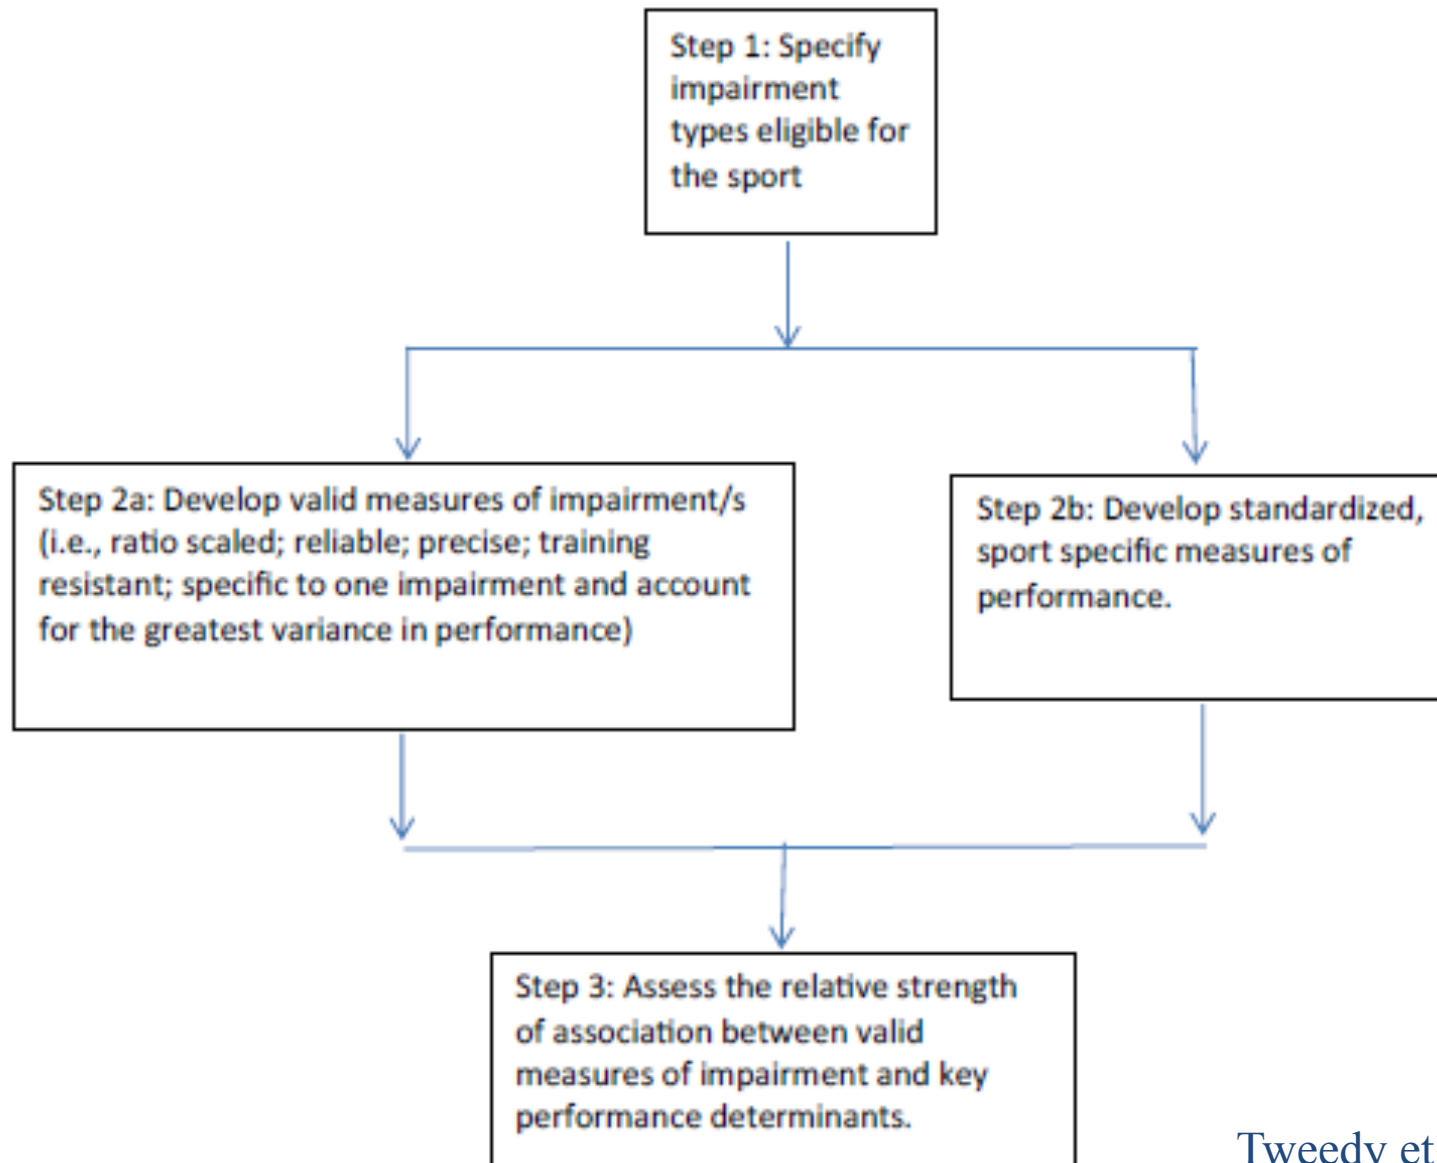 Step 1: Specify
impairment
types eligible for
the sport
Step 2a: Develop valid measures of impairment/s
(i.e., ratio scaled; reliable; precise; training
resistant; specific to one impairment and account
for the greatest variance in performance)
Step 2b: Develop standardized,
sport specific measures of
performance.
Step 3: Assess the relative strength
of association between valid
measures of impairment and key
performance determinants.
Tweedy et